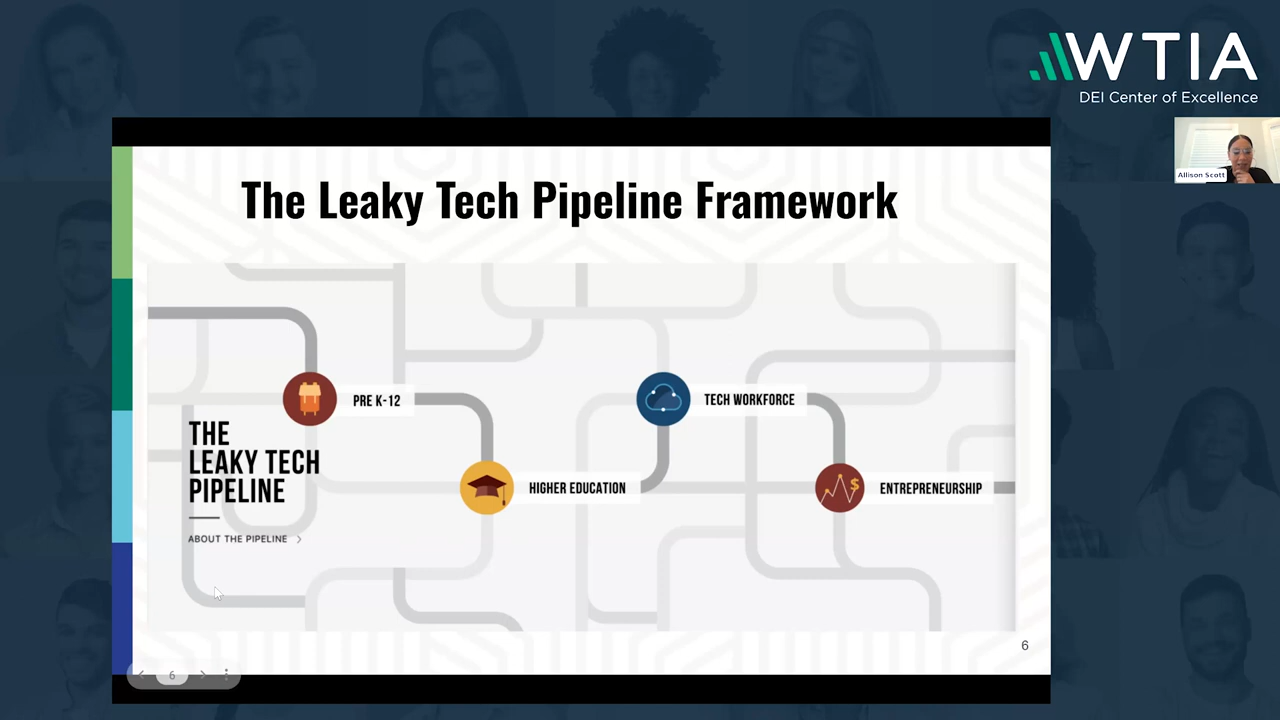 WTIA
DEI Center of Excellence
Allison Scott
The Leaky Tech Pipeline Framework
PRE K-12
TECH WORKFORCE
THE
LEAKY TECH
PIPELINE
HIGHER EDUCATION
$
ENTREPRENEURSHIP
ABOUT THE PIPELINE
6
6